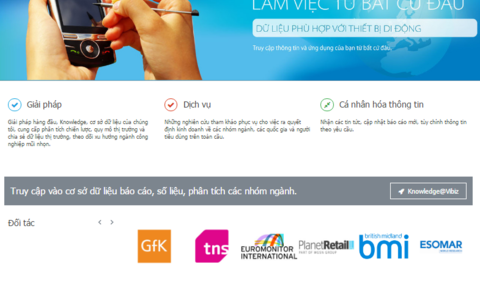 LÀM VIỆC TỪ BẤT CỨ ĐÂU
DỮ LIỆU PHÙ HỢP VỚI THIẾT BỊ DI ĐỘNG
Truy cập thông tin và ứng dụng của bạn từ bất cứ đâu.
Giải pháp
Giải pháp hàng đầu. Knowledge, cơ sở dữ liệu của chúng
tôi, cung cấp phân tích chiến lược, quy mô thị trường và
chia sẻ dữ liệu thị trường, theo dõi xu hướng ngành công
nghiệp mũi nhọn.
Dịch vụ
Những nghiên cứu tham khảo phục vụ cho việc ra quyết
định kinh doanh về các nhóm ngành. các quốc gia và người
tiêu dùng trên toàn cầu.
Cá nhân hóa thông tin
Nhận các tin tức, cập nhật báo cáo mới, tùy chỉnh thông tin
theo yêu cầu.
Truy cập vào cơ sở dữ liệu báo cáo, số liệu, phân tích các nhóm ngành.
Knowledge@Vibiz
Đối tác
GfK
tns
EUROMONITOR
INTERNATIONAL
PlanetRetail
british midland
bmi
ESOMAR